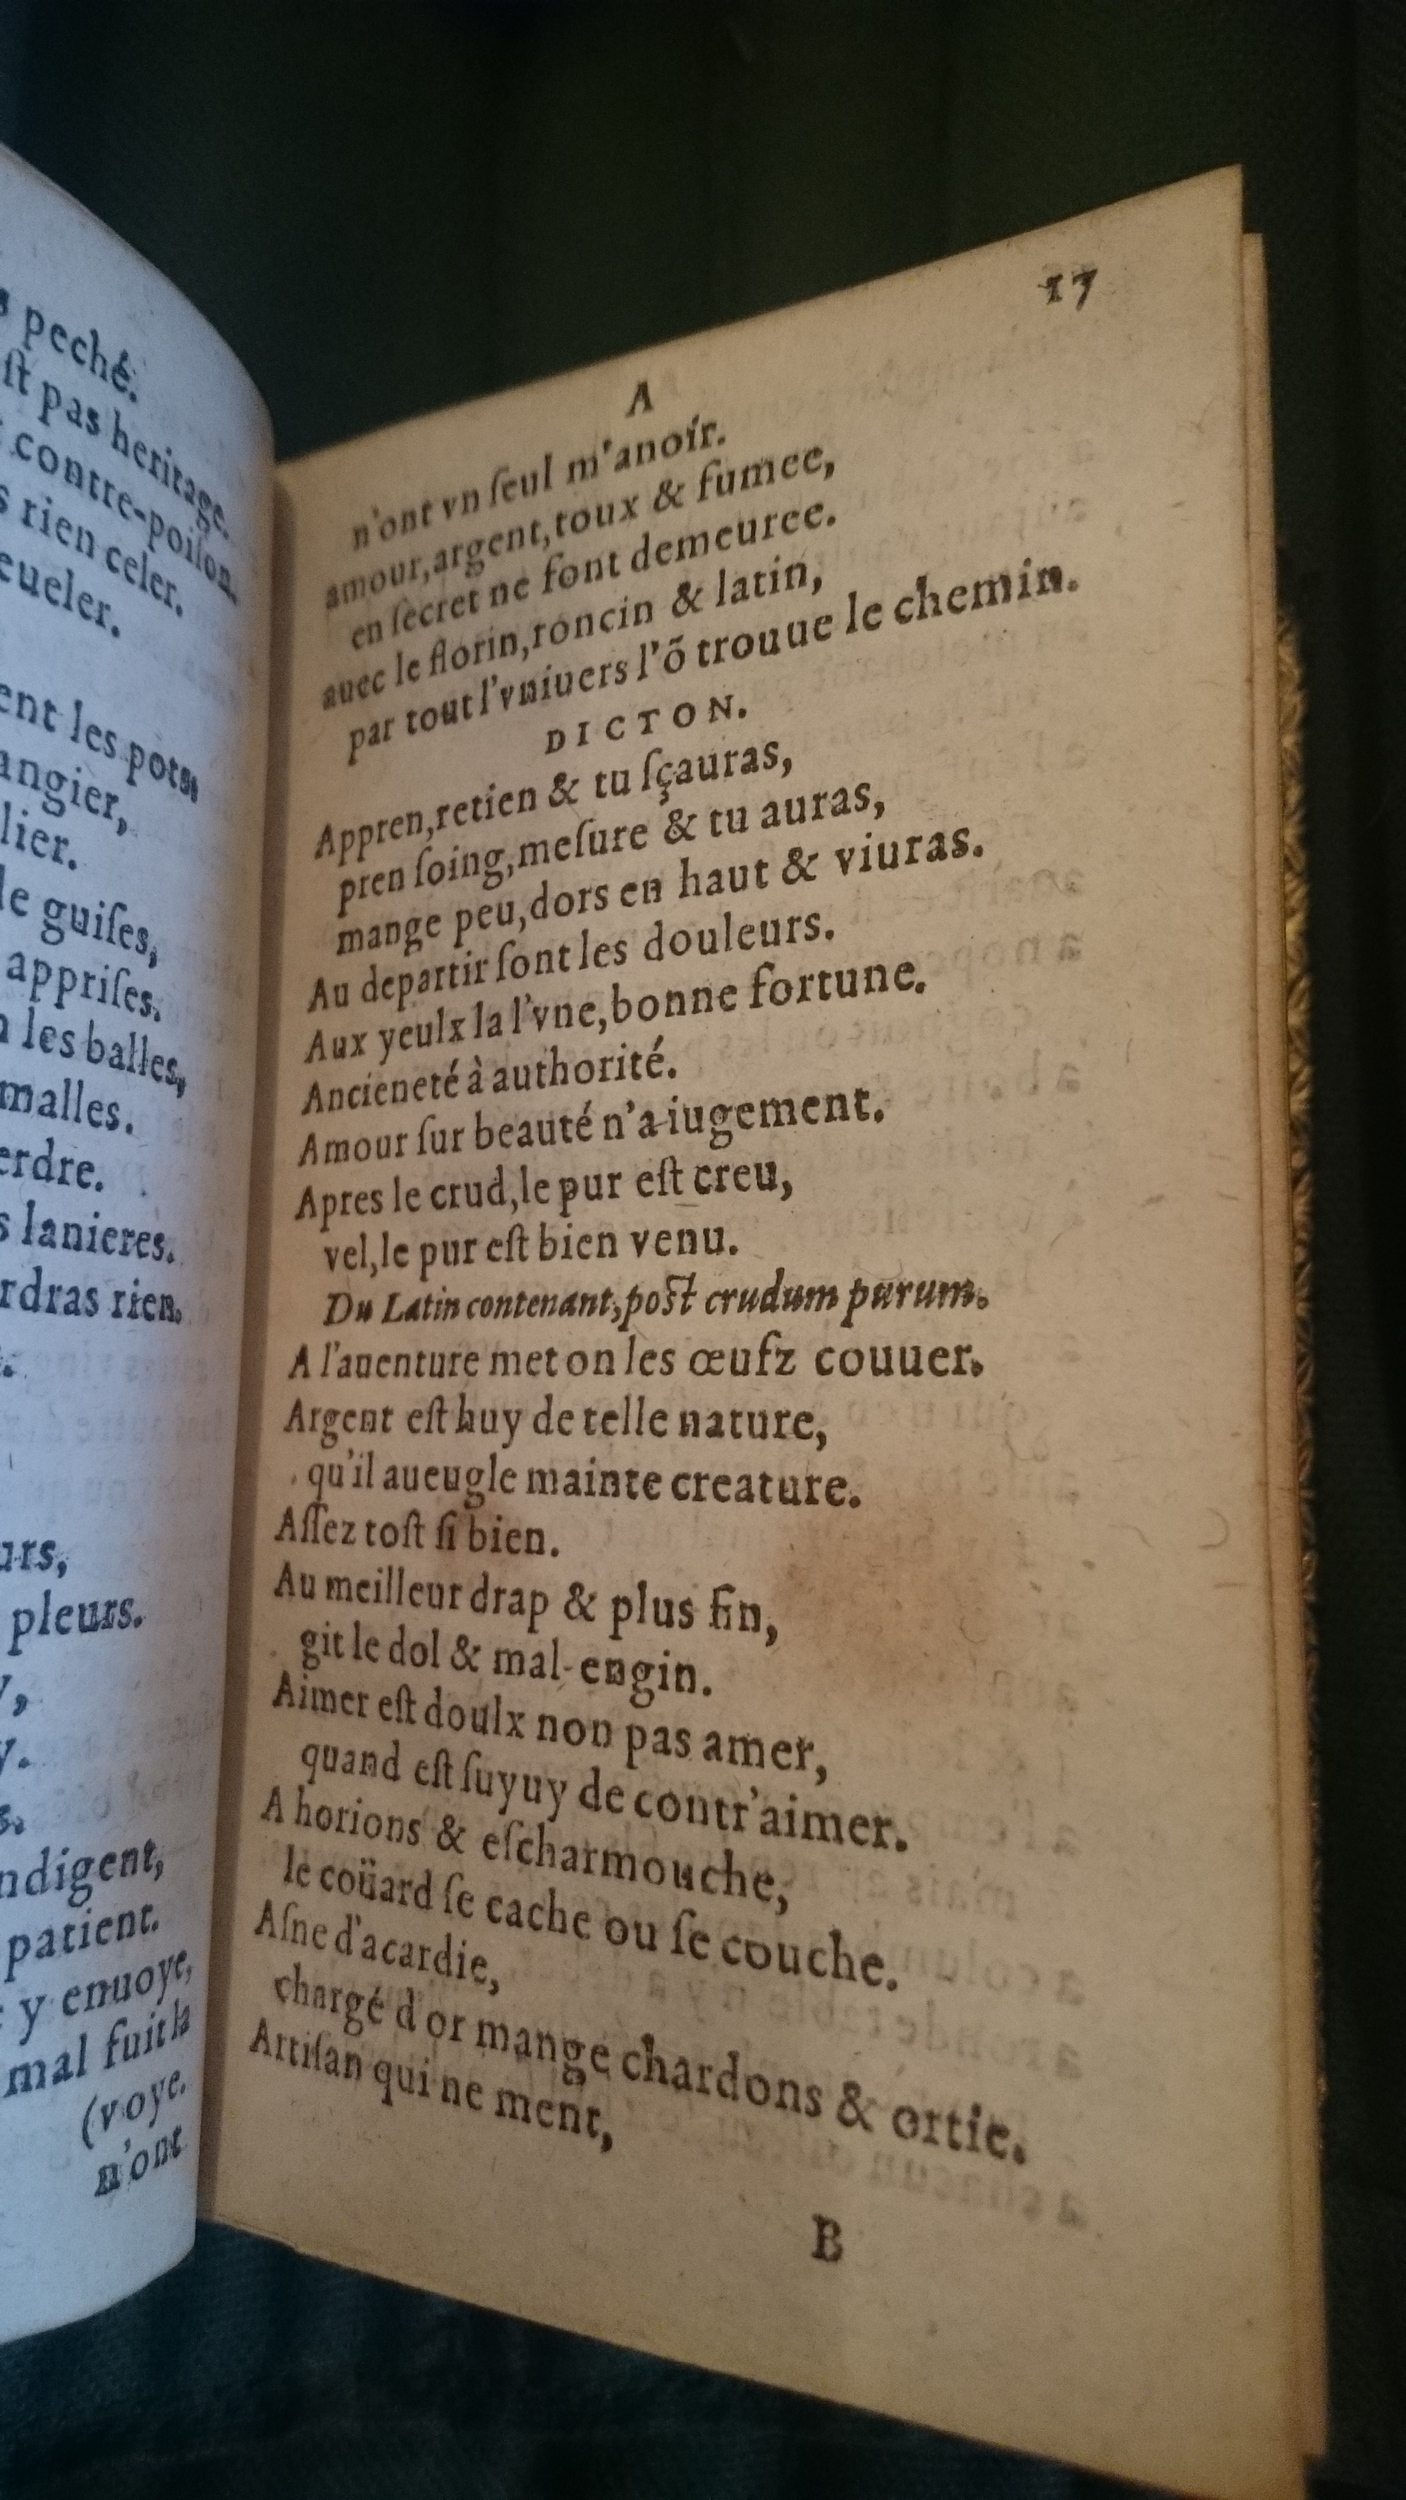 peché.
ſt pas heritage.
contre-poiſon.
rien celer.
eueler.
ent les pots,
angier,
lier.
le guiſes,
appriſes.
les balles,
malles.
erdre.
s lanieres.
rdras rien.
urs,
pleurs.
y,
y.
s.
ndigent,
patient.
y enuoye,
mal fuit la
(voye.
n'ont
17
A
n'ont vn ſeul m'anoir.
amour,argent,toux & fumee,
en ſecret ne font demeuree.
auec le florin,roncin & latin,
par tout l'vniuers l'õ trouue le chemin.
DICTON.
Appren,retien & tu ſçauras,
pren ſoing,meſure & tu auras,
mange peu,dors en haut & viuras.
Au departir ſont les douleurs.
Aux yeulx la l'vne,bonne fortune.
Ancieneté à authorité.
Amour ſur beauté n'a iugement.
Apres le crud,le pur eſt creu,
vel,le pur eſt bien venu.
Du Latin contenant,poſt crudum purum.
A l'auenture met on les œufz couuer.
Argent eſt huy de telle nature,
qu'il aueugle mainte creature.
Aſſez toſt ſi bien.
Au meilleur drap & plus fin,
git le dol & mal-engin.
Aimer eſt doulx non pas amer,
quand eſt ſuyuy de contr'aimer.
A horions & eſcharmouche,
le coüard ſe cache ou ſe couche.
Aſne d'acardie,
chargé d'or mange chardons & ortie.
Artiſan qui ne ment,
B